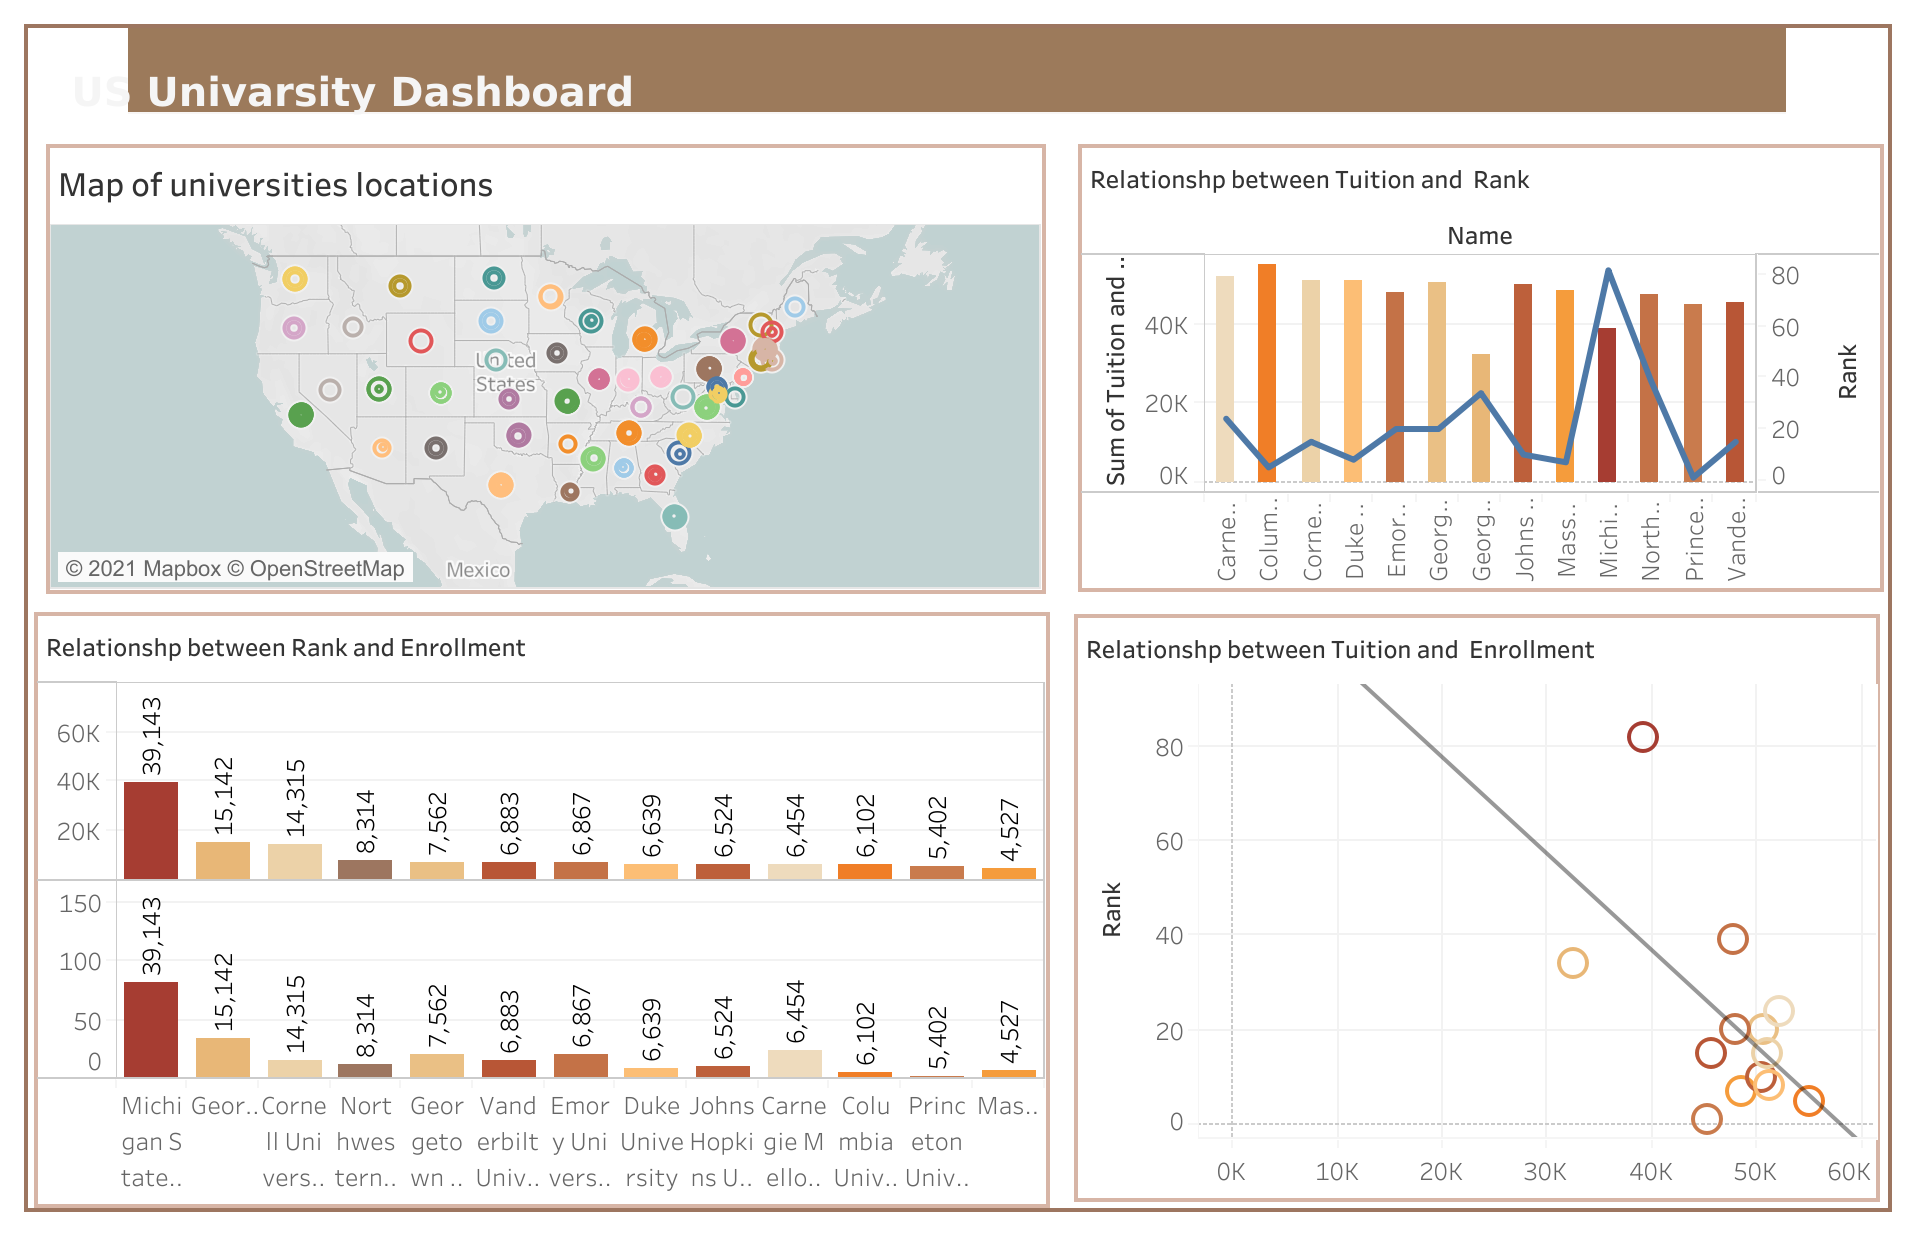 US Univarsity Dashboard
Map of universities locations
United
States
Mexico
© 2021 Mapbox © OpenStreetMap
Relationshp between Tuition and  Rank
Name
Sum of Tuition and ..
40K
20K
0K
80
60
40
20
0
Rank
Carne..
Colum..
Corne..
Duke ..
Emor..
Georg..
Georg..
Johns ..
Mass..
Michi..
North..
Prince..
Vande..
Relationshp between Rank and Enrollment
60K
40K
20K
39,143
15,142
14,315
8,314
7,562
6,883
6,867
6,639
6,524
6,454
6,102
5,402
4,527
150
100
50
0
39,143
15,142
14,315
8,314
7,562
6,883
6,867
6,639
6,524
6,454
6,102
5,402
4,527
Michi Geor.. Corne Nort Geor Vand Emor Duke Johns Carne Colu Princ Mas..
gan S ll Uni hwes geto erbilt y Uni Unive Hopki gie M mbia eton
tate.. vers.. tern.. wn .. Univ.. vers.. rsity ns U.. ello.. Univ.. Univ..
Relationshp between Tuition and  Enrollment
Rank
80
60
40
20
0
0K 10K 20K 30K 40K 50K 60K